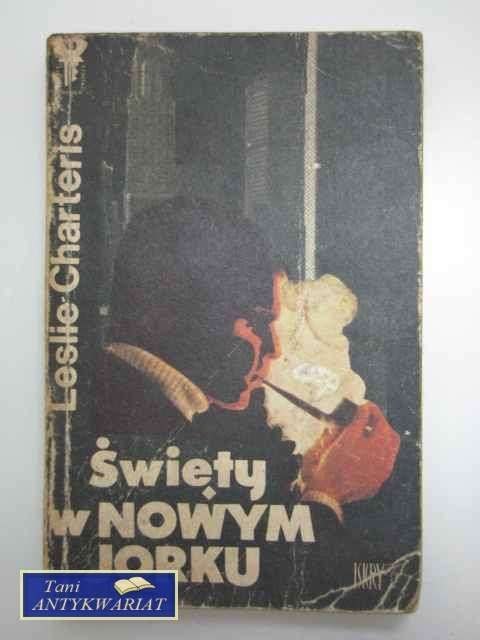 Leslie Charteris
Święty
w NOWYM
JORKU
ISKRY
Tani
ANTYKWARIAT